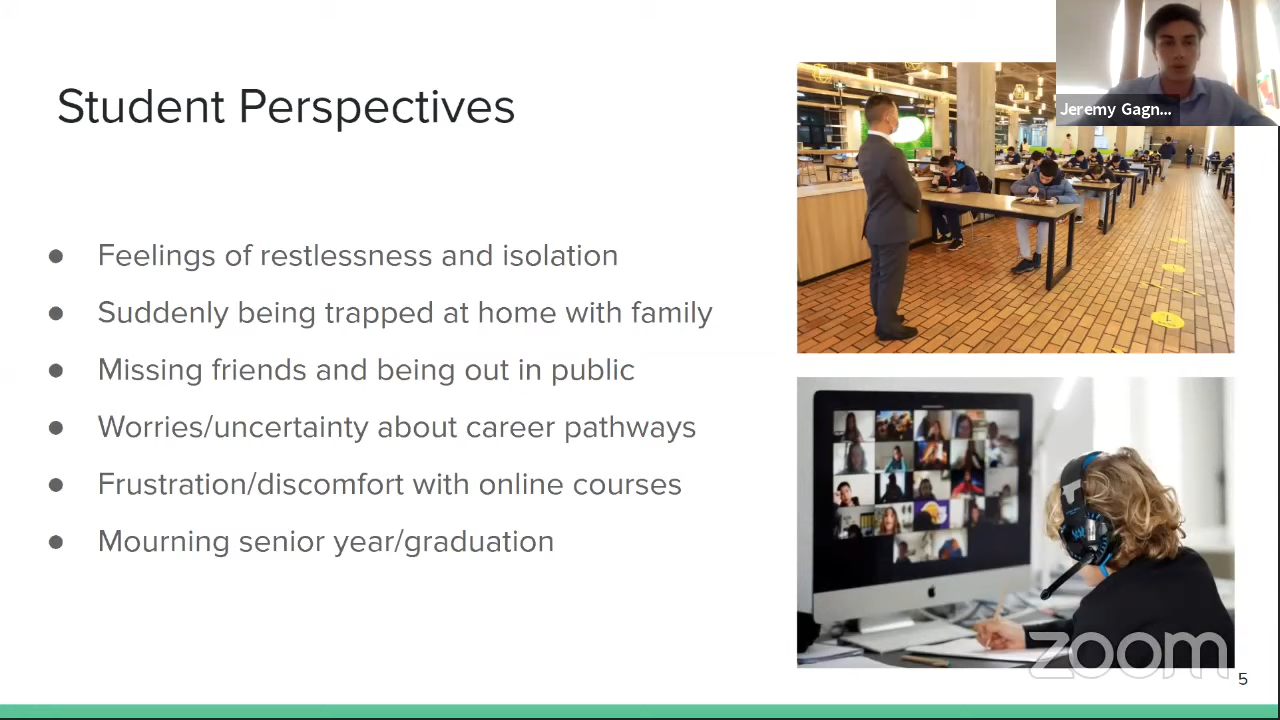 Student Perspectives
Jeremy Gagn...
● Feelings of restlessness and isolation
● Suddenly being trapped at home with family
● Missing friends and being out in public
● Worries/uncertainty about career pathways
● Frustration/discomfort with online courses
● Mourning senior year/graduation
zoom
5